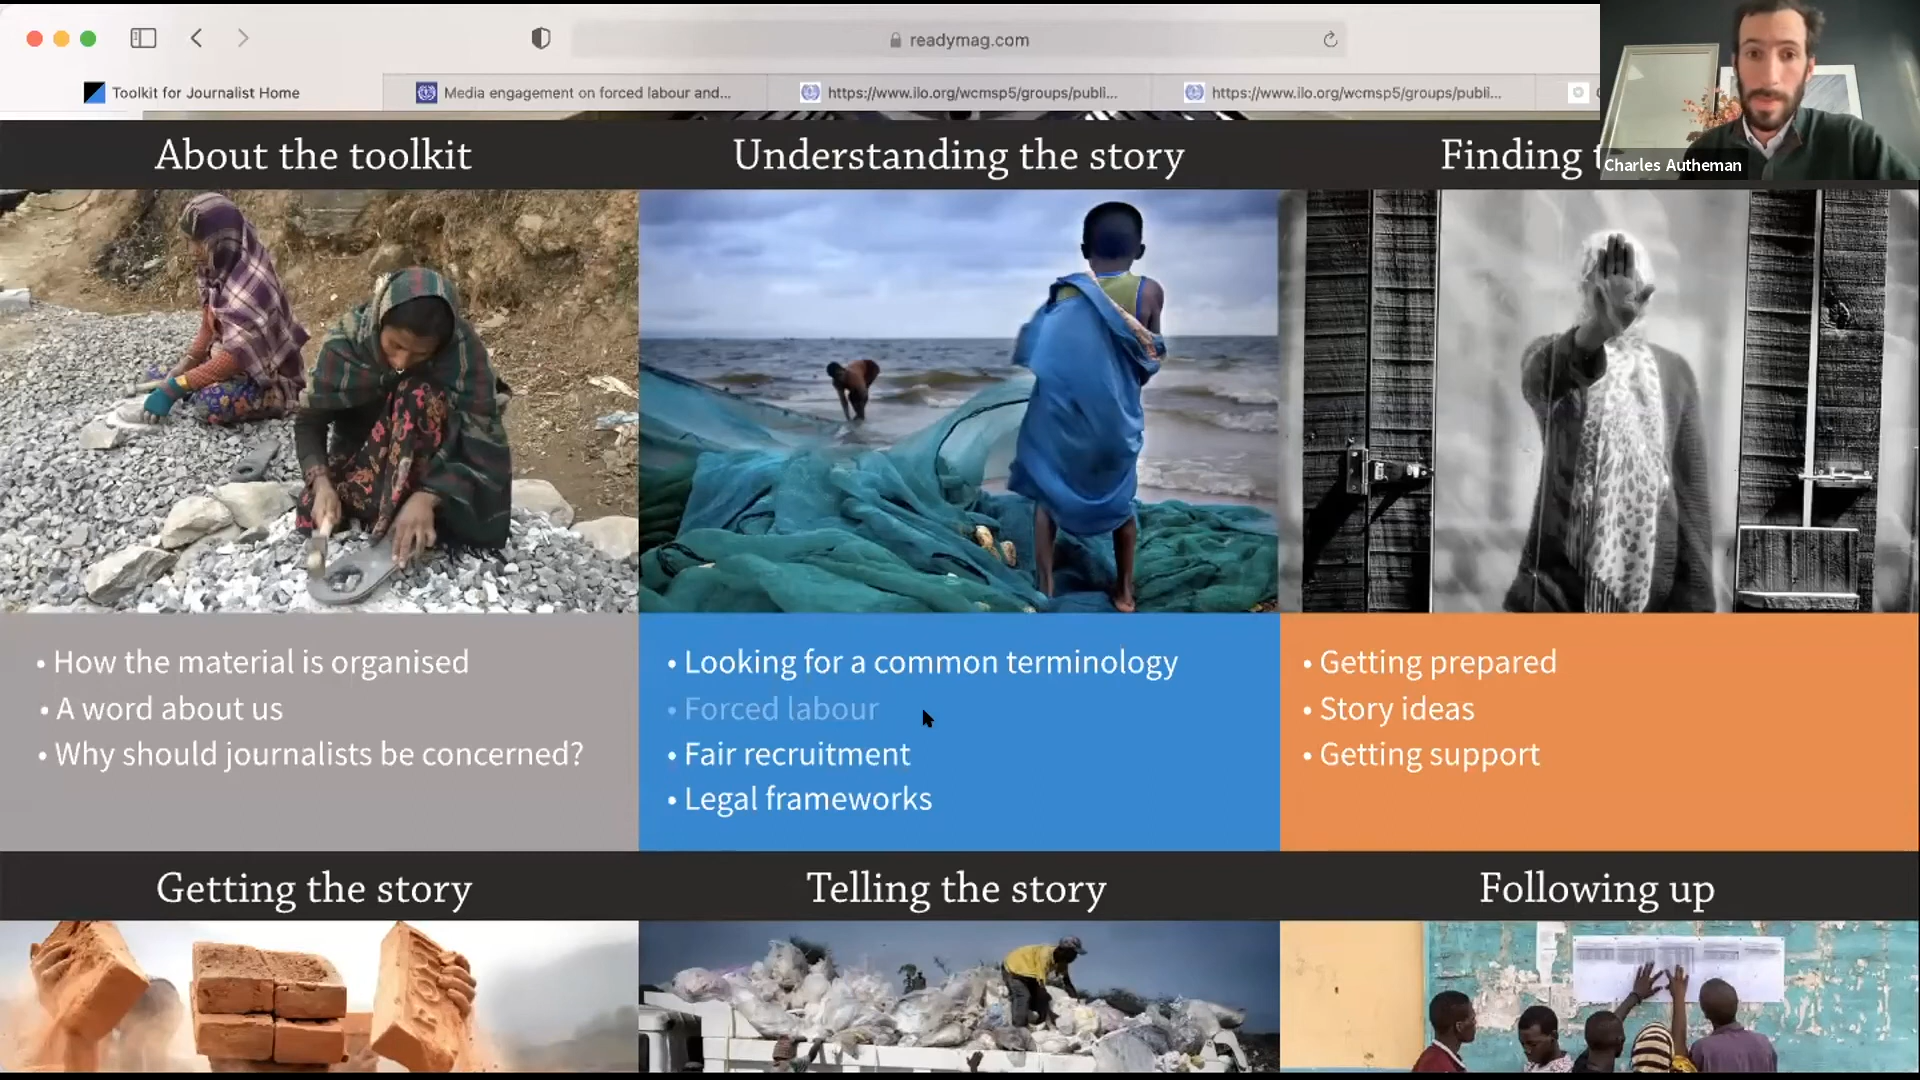 readymag.com
Toolkit for Journalist Home
Media engagement on forced labour and...
https://www.ilo.org/wcmsp5/groups/publi...
https://www.ilo.org/wcmsp5/groups/publi...
Charles Autheman
About the toolkit
Understanding the story
Finding
• How the material is organised
• A word about us
• Why should journalists be concerned?
• Looking for a common terminology
• Forced labour
• Fair recruitment
• Legal frameworks
• Getting prepared
• Story ideas
• Getting support
Getting the story
Telling the story
Following up